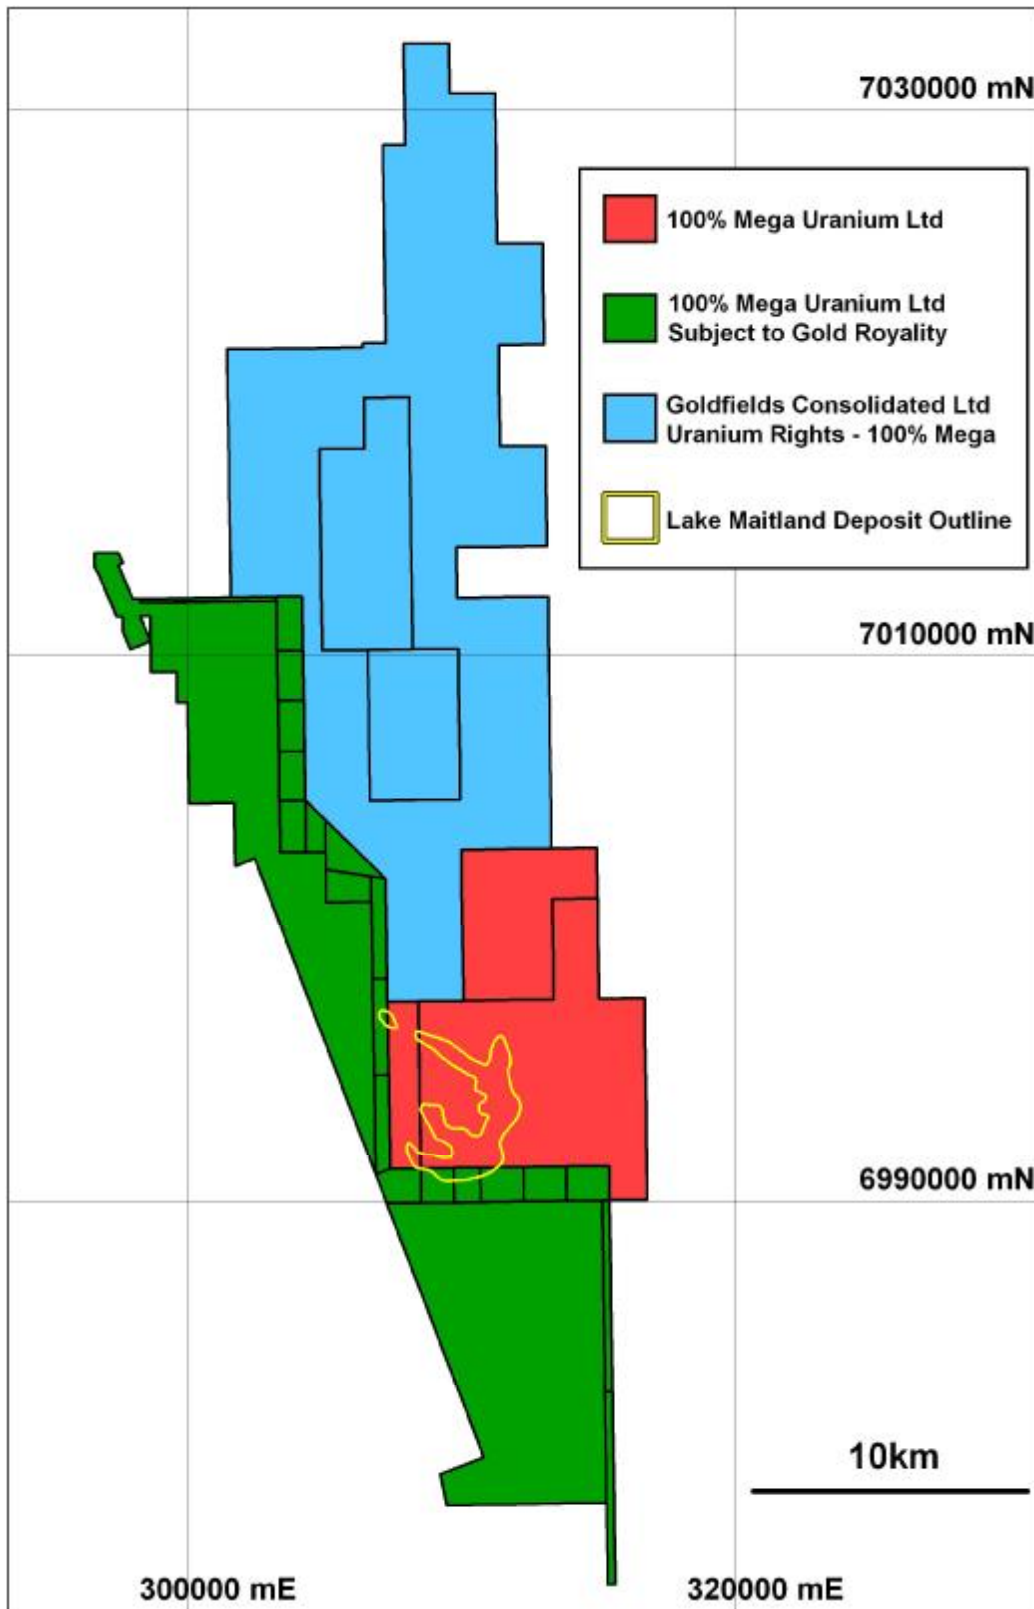 7030000 mN
100% Mega Uranium Ltd
100% Mega Uranium Ltd
Subject to Gold Royality
Goldfields Consolidated Ltd
Uranium Rights - 100% Mega
Lake Maitland Deposit Outline
7010000 mN
6990000 mN
10km
300000 mE
320000 mE